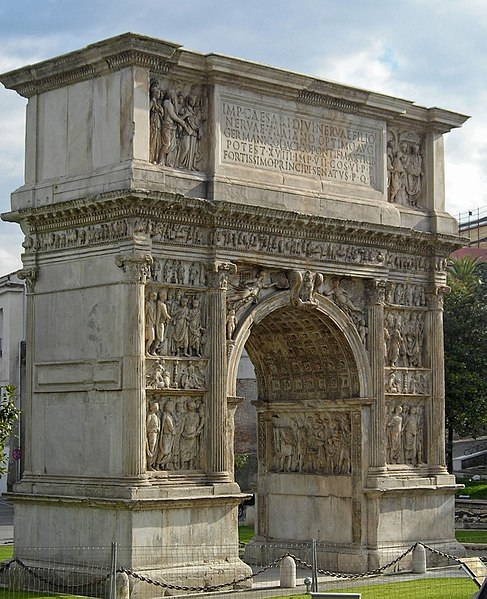 IMP CAESARI DIVI NERVAE FILIO
NERVAE TRAIANO OPTIMO AVG
GERMANICO DACICO PONTIF MAX TRIB
POTEST XVIII IMP VII COS VI P P
FORTISSIMO PRINCIPI SENATVS P Q R